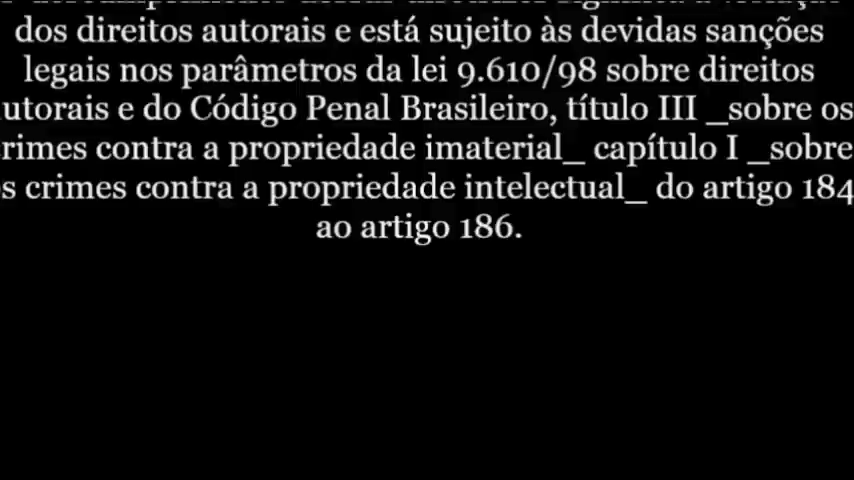 dos direitos autorais e está sujeito às devidas sanções
legais nos parâmetros da lei 9.610/98 sobre direitos
utorais e do Código Penal Brasileiro, título III _sobre os
rimes contra a propriedade imaterial_ capítulo I _sobre
s crimes contra a propriedade intelectual_ do artigo 184
ao artigo 186.